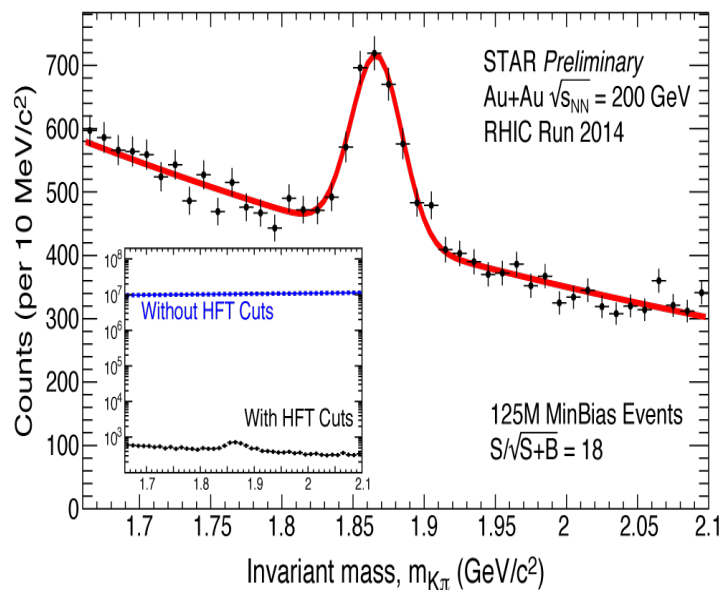 STAR Preliminary
Au+Au √sNN = 200 GeV
RHIC Run 2014
Counts (per 10 MeV/c²)
700
600
500
400
300
200
100
0
10⁸
10⁷
10⁶
10⁵
10⁴
10³
Without HFT Cuts
With HFT Cuts
1.7 1.8 1.9 2 2.1
125M MinBias Events
S/√S+B = 18
1.7 1.75 1.8 1.85 1.9 1.95 2 2.05 2.1
Invariant mass, mKπ (GeV/c²)